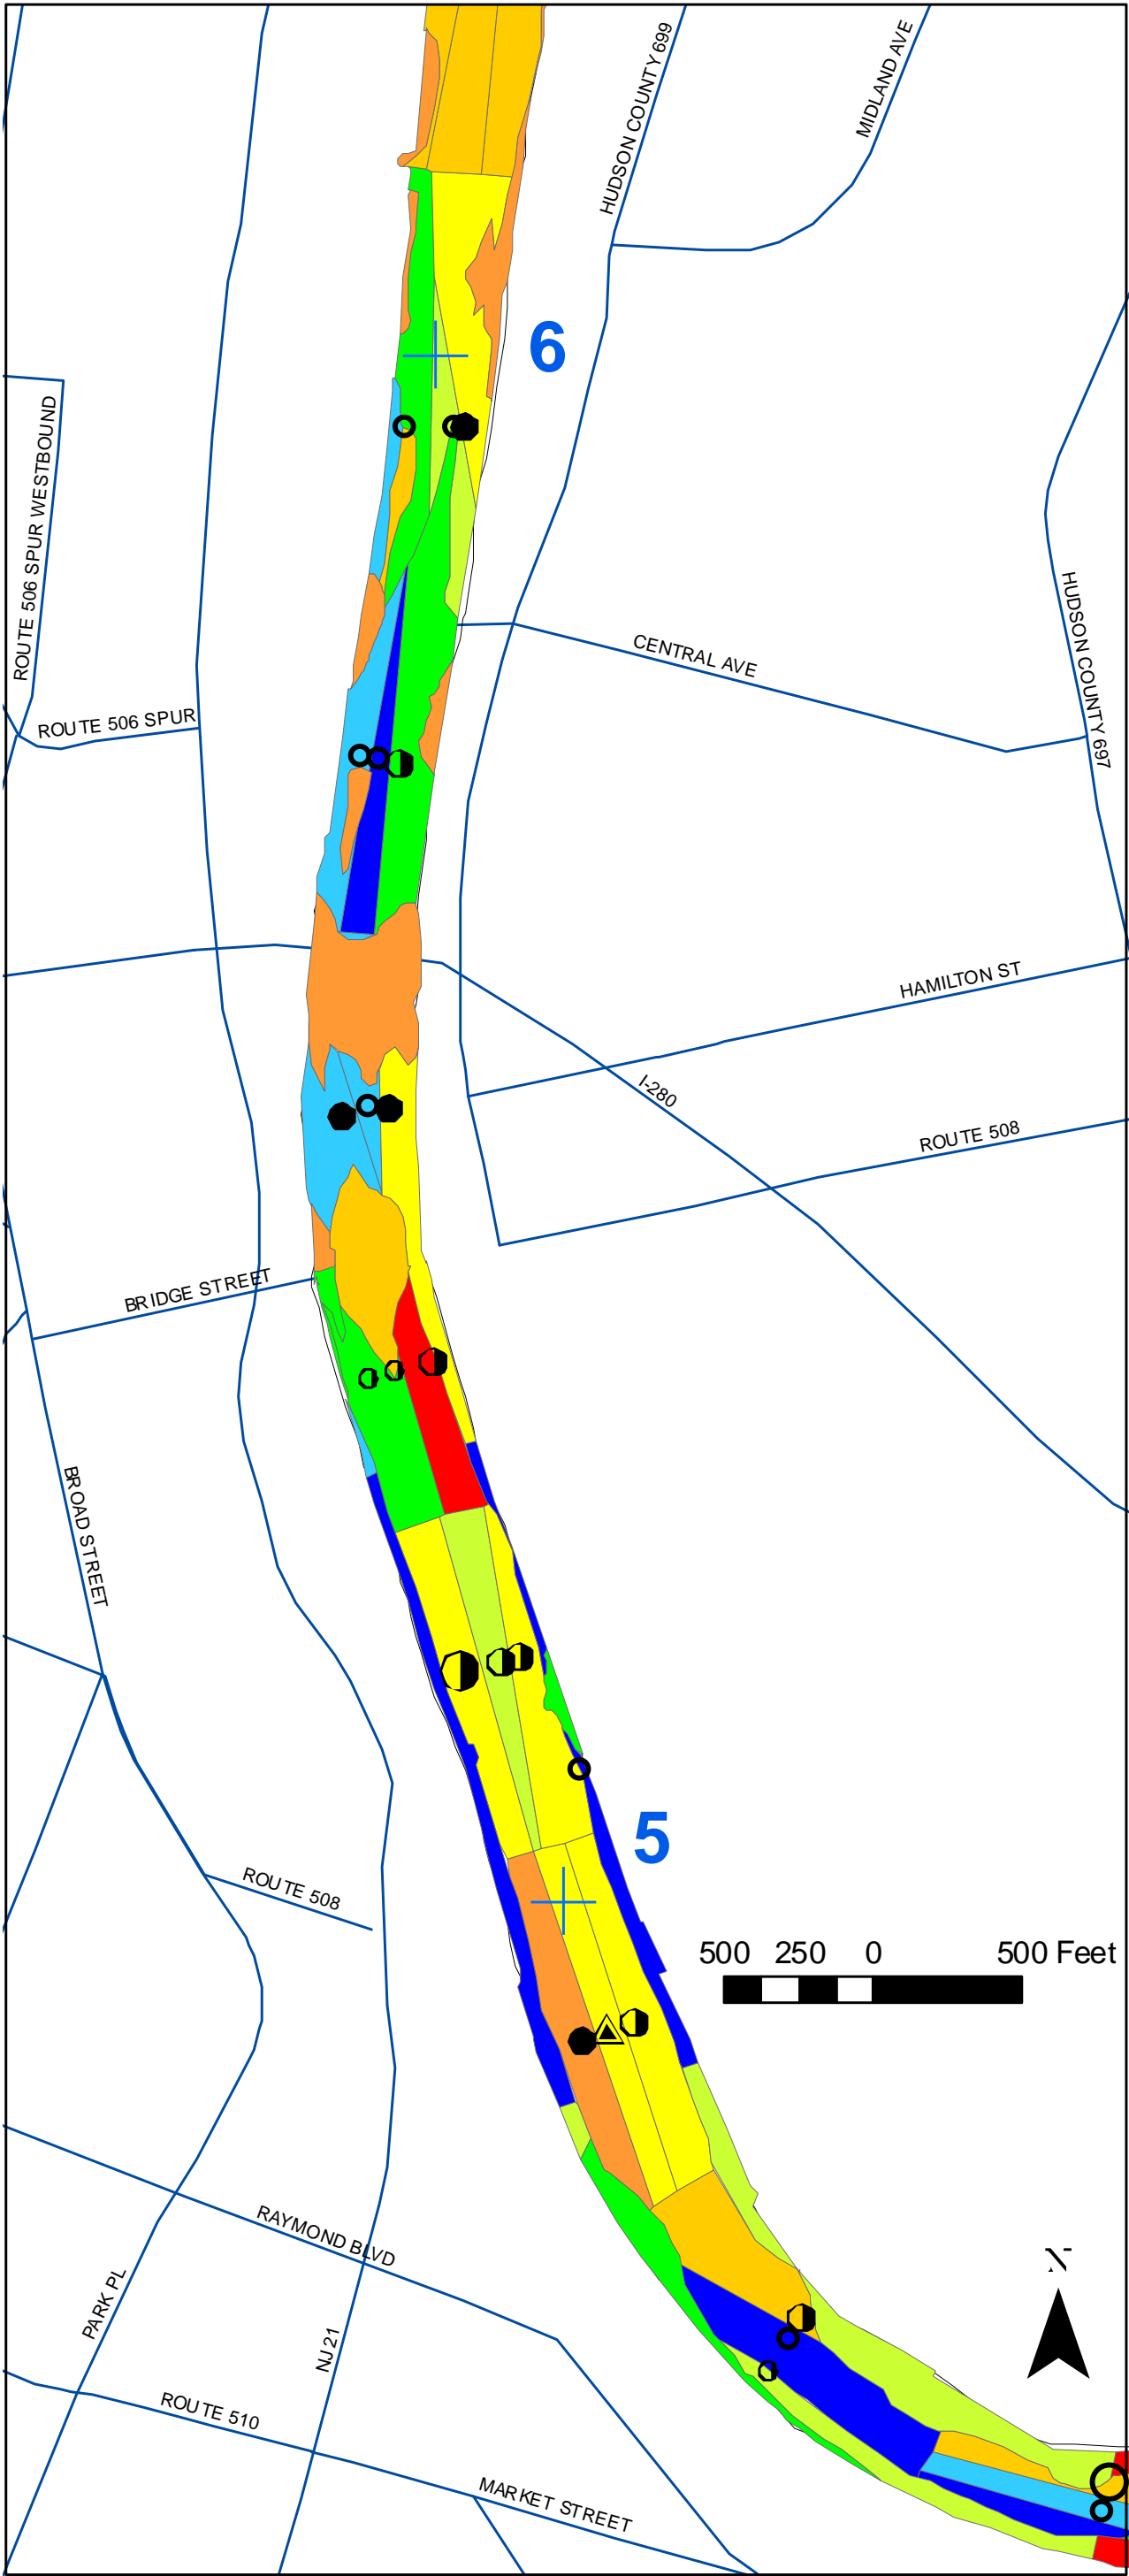 HUDSON COUNTY 699
MIDLAND AVE
6
ROUTE 506 SPUR WESTBOUND
HUDSON COUNTY 697
CENTRAL AVE
ROUTE 506 SPUR
HAMILTON ST
I-280
ROUTE 508
BRIDGE STREET
BROAD STREET
5
ROUTE 508
500 250 0 500 Feet
RAYMOND BLVD
N
PARK PL
NJ 21
ROUTE 510
MARKET STREET